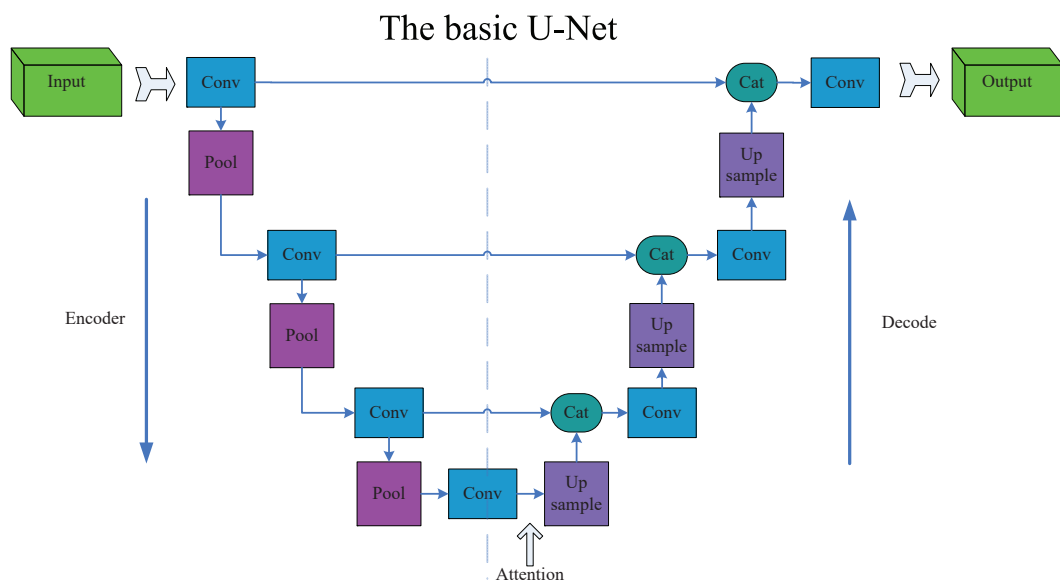 The basic U-Net
Input
Conv
Cat
Conv
Output
Pool
Up
sample
Conv
Cat
Conv
Encoder
Pool
Up
sample
Decode
Conv
Cat
Conv
Pool
Conv
Up
sample
Attention